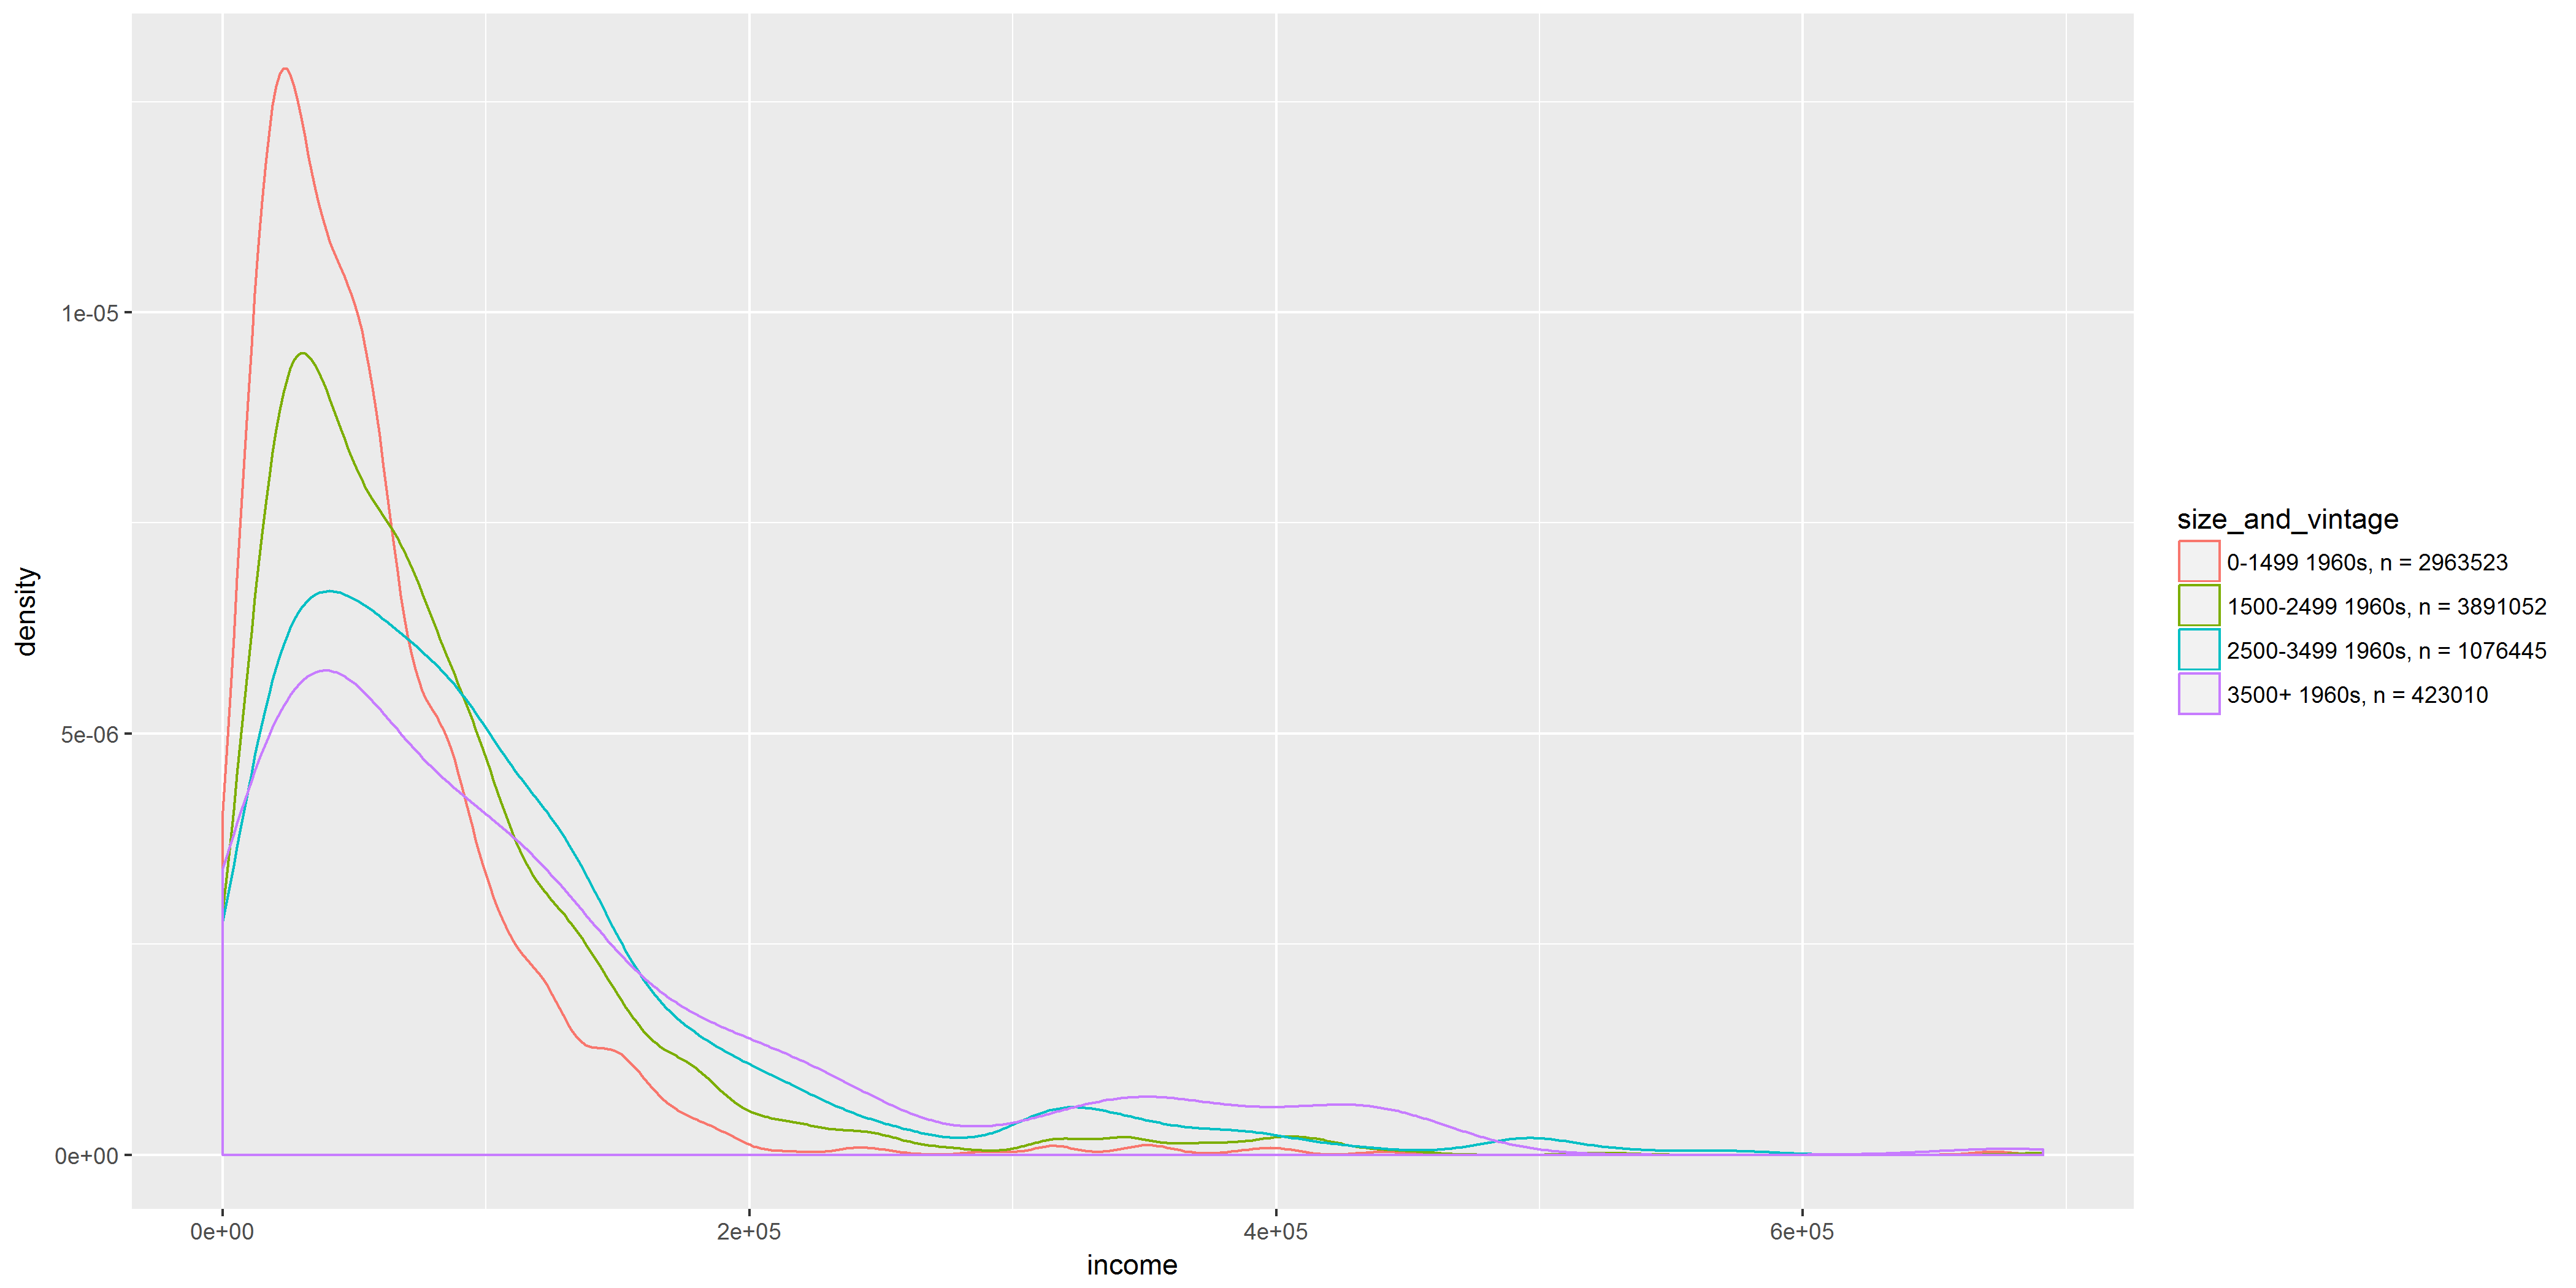 density
1e-05
5e-06
0e+00
0e+00 2e+05 4e+05 6e+05
income
size_and_vintage
0-1499 1960s, n = 2963523
1500-2499 1960s, n = 3891052
2500-3499 1960s, n = 1076445
3500+ 1960s, n = 423010